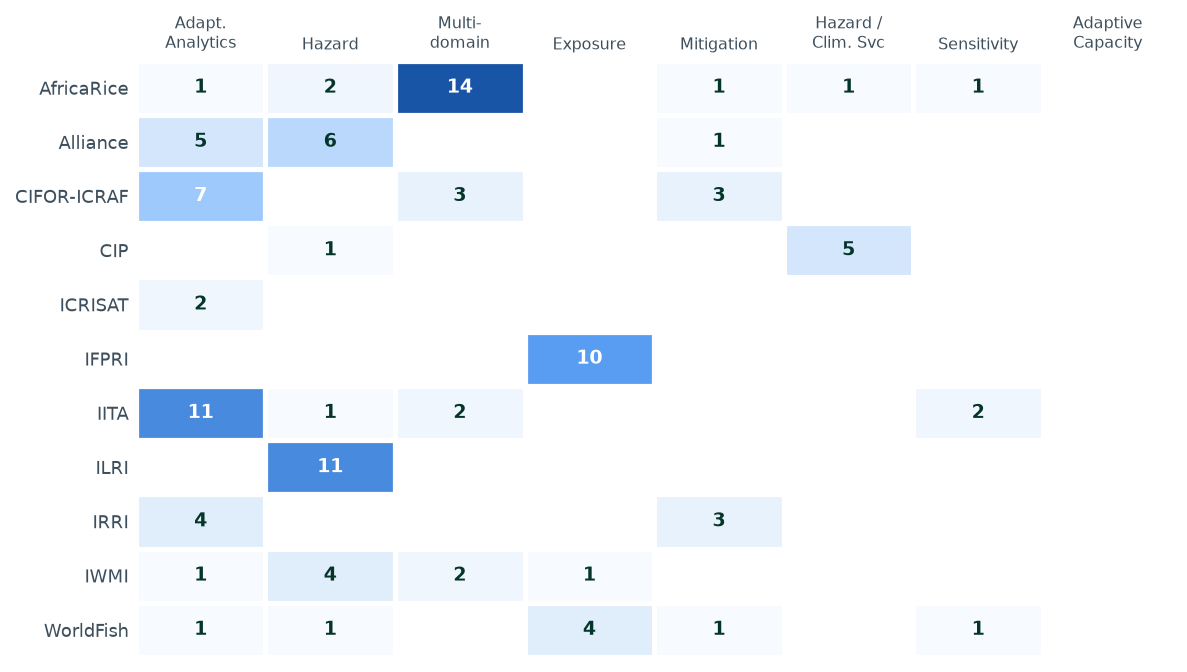 Adapt.
Analytics
Hazard
Multi-
domain
Exposure
Mitigation
Hazard /
Clim. Svc
Sensitivity
Adaptive
Capacity
AfricaRice 1 2 14 1 1 1
Alliance 5 6 1
CIFOR-ICRAF 7 3 3
CIP 1 5
ICRISAT 2
IFPRI 10
IITA 11 1 2 2
ILRI 11
IRRI 4 3
IWMI 1 4 2 1
WorldFish 1 1 4 1 1